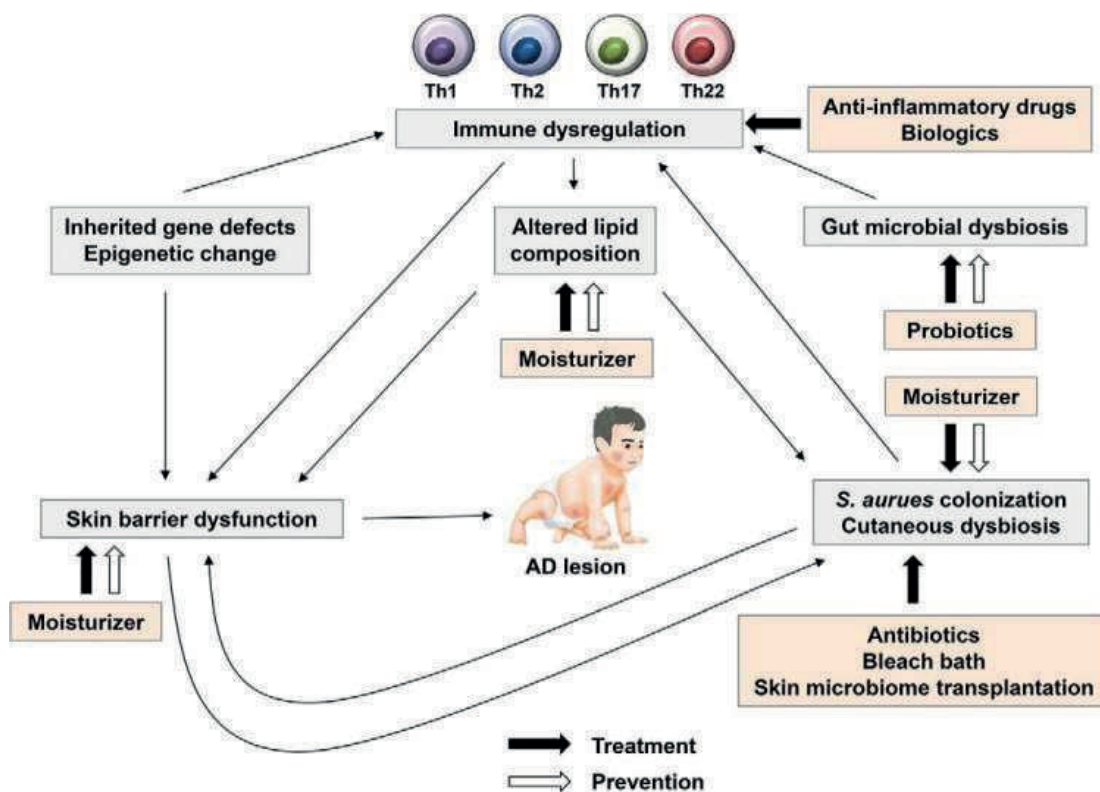 Th1
Th2
Th17
Th22
Immune dysregulation
Anti-inflammatory drugs
Biologics
Inherited gene defects
Epigenetic change
Altered lipid
composition
Gut microbial dysbiosis
Moisturizer
Probiotics
Moisturizer
Skin barrier dysfunction
AD lesion
S. aurues colonization
Cutaneous dysbiosis
Moisturizer
Antibiotics
Bleach bath
Skin microbiome transplantation
Treatment
Prevention